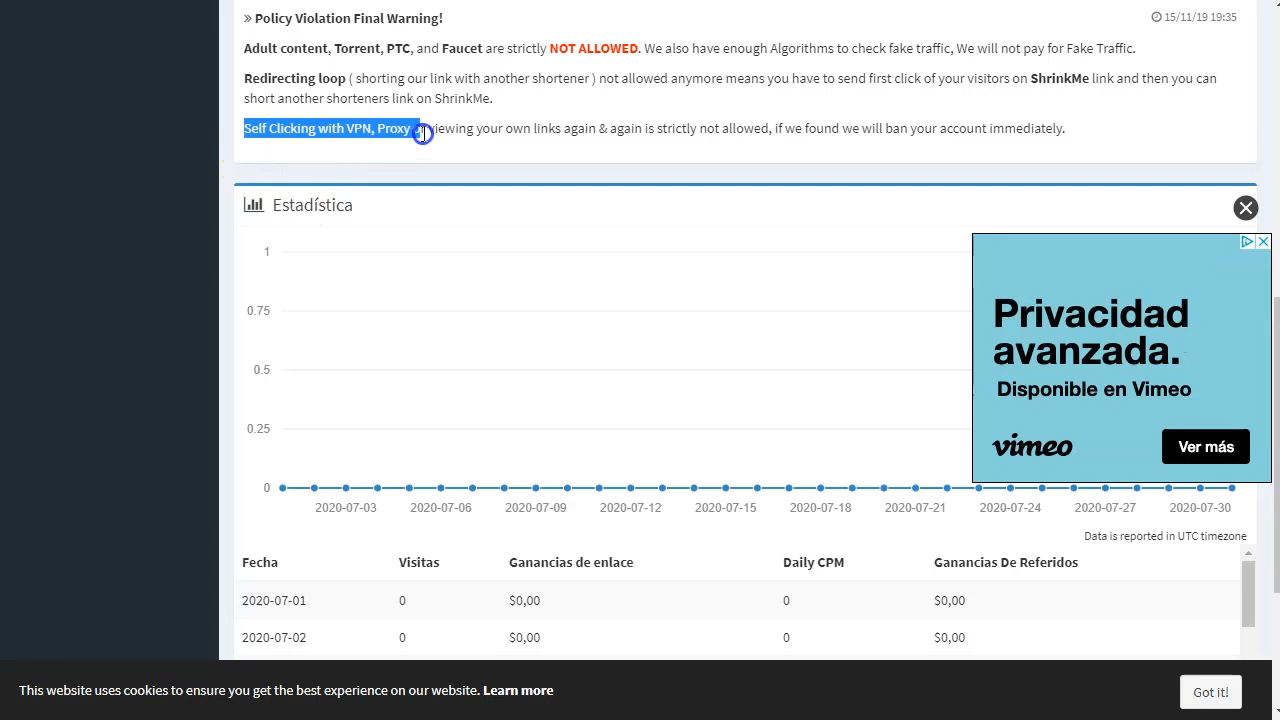 » Policy Violation Final Warning!
15/11/19 19:35
Adult content, Torrent, PTC, and Faucet are strictly NOT ALLOWED. We also have enough Algorithms to check fake traffic, We will not pay for Fake Traffic.
Redirecting loop ( shorting our link with another shortener ) not allowed anymore means you have to send first click of your visitors on ShrinkMe link and then you can
short another shorteners link on ShrinkMe.
Self Clicking with VPN, Proxy or viewing your own links again & again is strictly not allowed, if we found we will ban your account immediately.
Estadística
Privacidad
avanzada.
Disponible en Vimeo
vimeo
Ver más
1
0.75
0.5
0.25
0
2020-07-03 2020-07-06 2020-07-09 2020-07-12 2020-07-15 2020-07-18 2020-07-21 2020-07-24 2020-07-27 2020-07-30
Data is reported in UTC timezone
Fecha Visitas Ganancias de enlace Daily CPM Ganancias De Referidos
2020-07-01 0 $0,00 0 $0,00
2020-07-02 0 $0,00 0 $0,00
This website uses cookies to ensure you get the best experience on our website. Learn more
Got it!